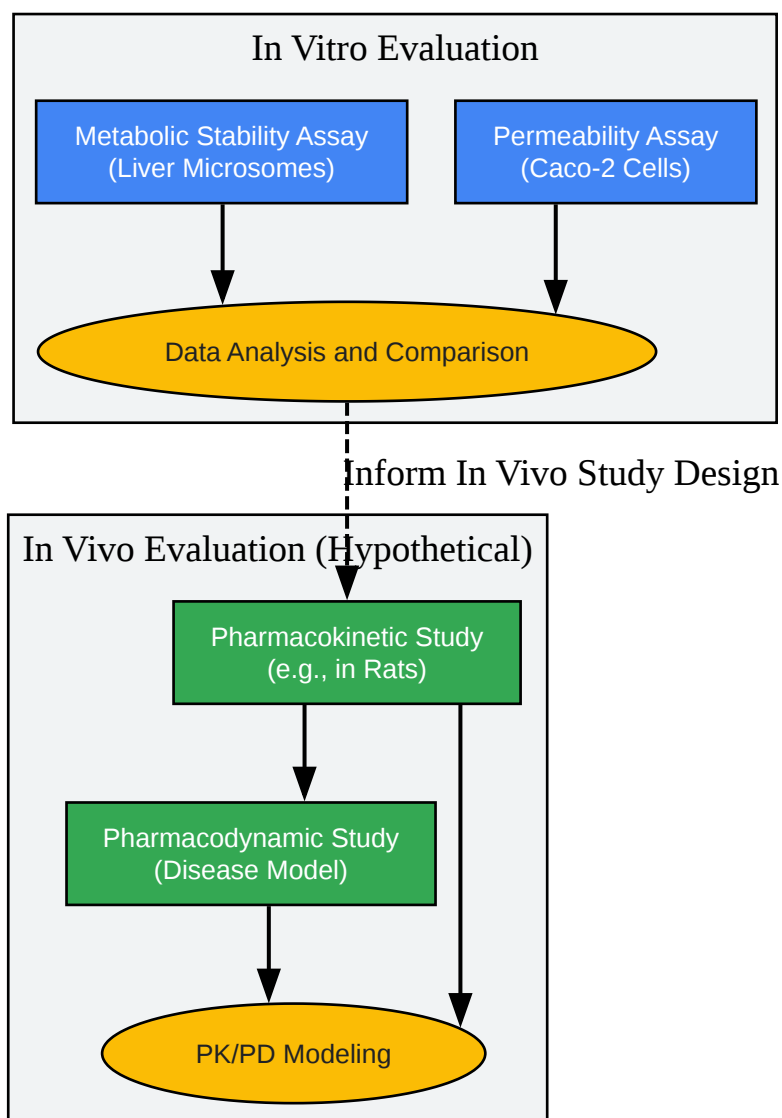 In Vitro Evaluation
Metabolic Stability Assay
(Liver Microsomes)
Permeability Assay
(Caco-2 Cells)
Data Analysis and Comparison
Inform In Vivo Study Design
In Vivo Evaluation (Hypothetical)
Pharmacokinetic Study
(e.g., in Rats)
Pharmacodynamic Study
(Disease Model)
PK/PD Modeling